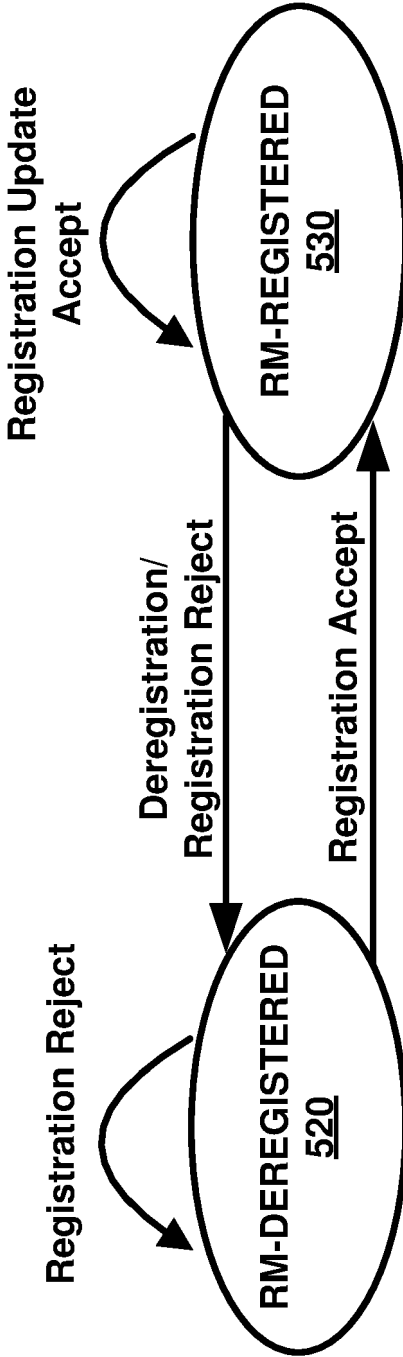 Registration Reject
RM-DEREGISTERED
520
Deregistration/
Registration Reject
Registration Accept
Registration Update
Accept
RM-REGISTERED
530